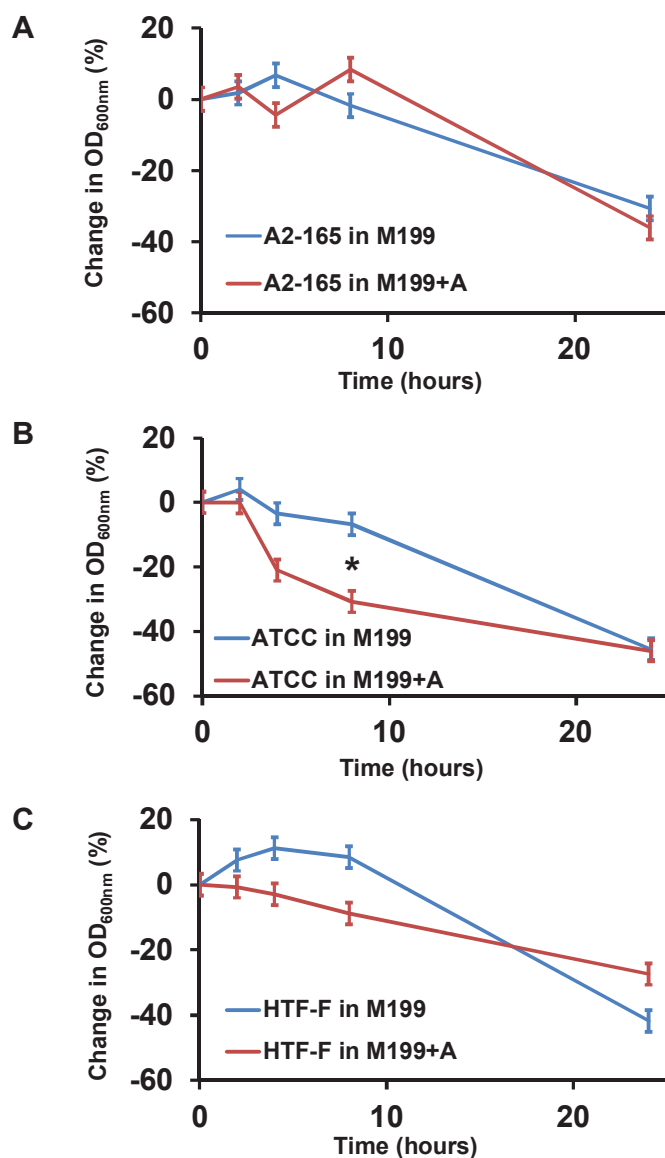 A
Change in OD600nm (%)
20
0
-20
-40
-60
A2-165 in M199
A2-165 in M199+A
0
10
20
Time (hours)
B
Change in OD600nm (%)
20
0
-20
-40
-60
*
ATCC in M199
ATCC in M199+A
0
10
20
Time (hours)
C
Change in OD600nm (%)
20
0
-20
-40
-60
HTF-F in M199
HTF-F in M199+A
0
10
20
Time (hours)